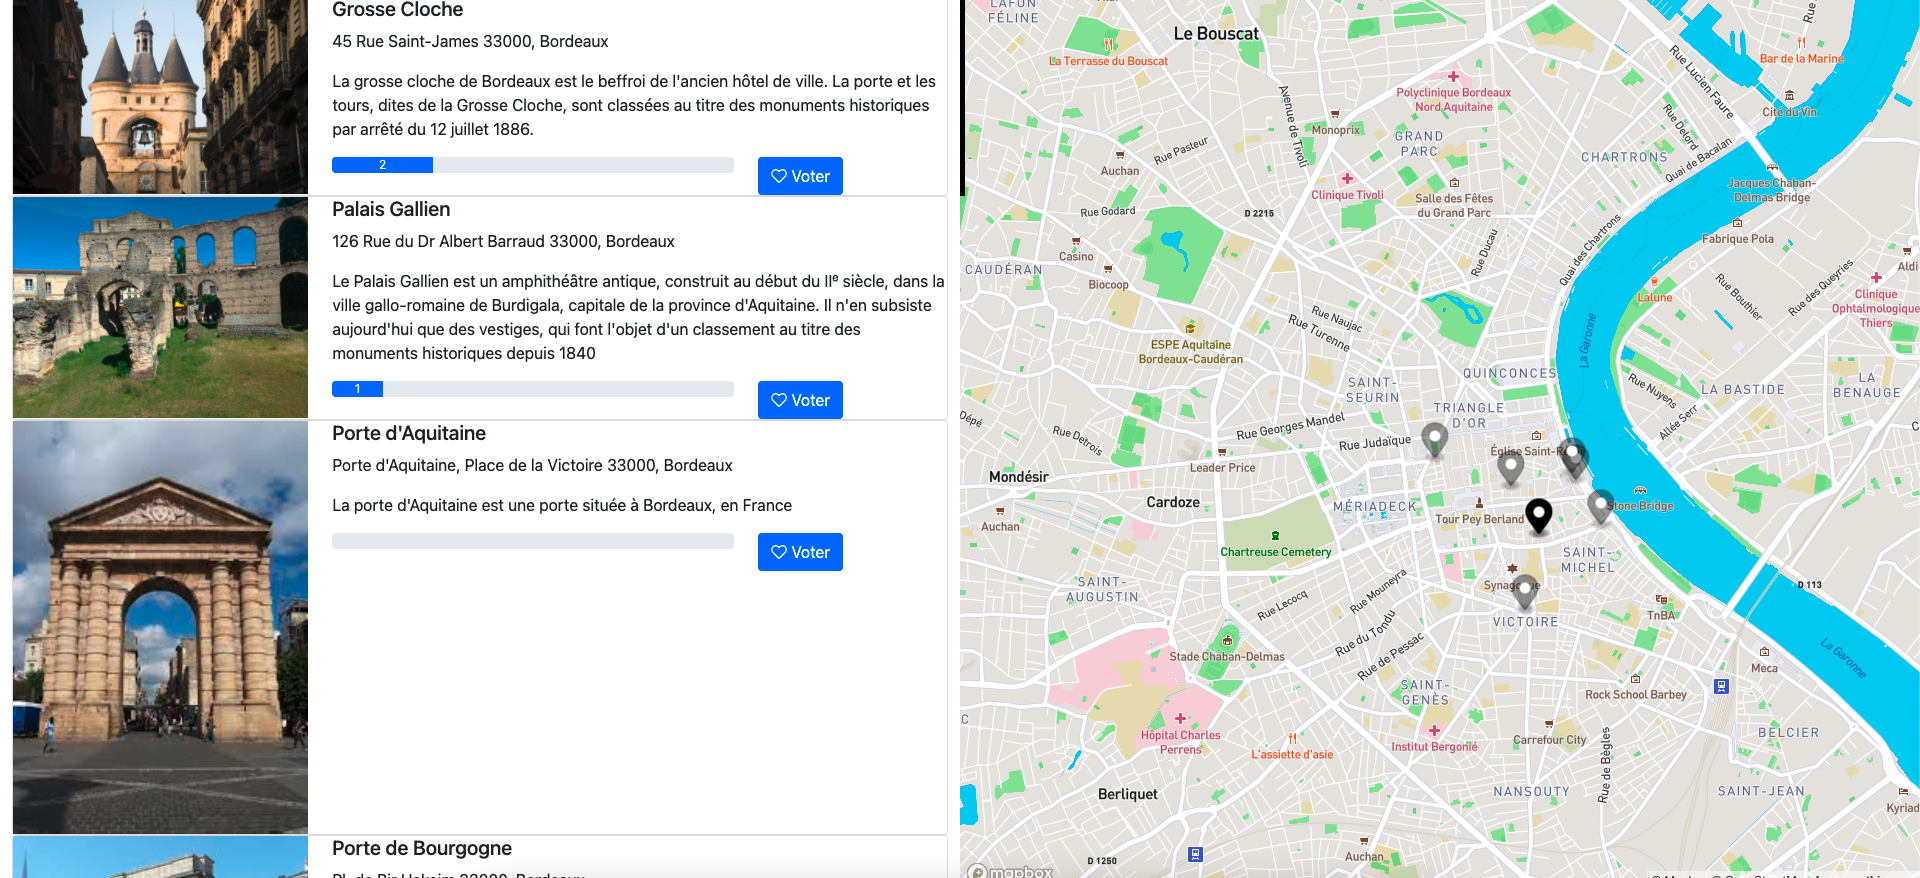 Grosse Cloche
45 Rue Saint-James 33000, Bordeaux
La grosse cloche de Bordeaux est le beffroi de l'ancien hôtel de ville. La porte et les
tours, dites de la Grosse Cloche, sont classées au titre des monuments historiques
par arrêté du 12 juillet 1886.
2
Voter
Palais Gallien
126 Rue du Dr Albert Barraud 33000, Bordeaux
Le Palais Gallien est un amphithéâtre antique, construit au début du IIᵉ siècle, dans la
ville gallo-romaine de Burdigala, capitale de la province d'Aquitaine. Il n'en subsiste
aujourd'hui que des vestiges, qui font l'objet d'un classement au titre des
monuments historiques depuis 1840
1
Voter
Porte d'Aquitaine
Porte d'Aquitaine, Place de la Victoire 33000, Bordeaux
La porte d'Aquitaine est une porte située à Bordeaux, en France
Voter
Porte de Bourgogne
LAFON
FÉLINE
Le Bouscat
La Terrasse du Bouscat
Avenue de Tivoli
Polyclinique Bordeaux
Nord Aquitaine
Rue Lucien Faure
Rue
Bar de la Marine
Cité du Vin
Rue Delord
Quai de Bacalan
Monoprix
GRAND
PARC
CHARTRONS
Rue Pasteur
Auchan
Clinique Tivoli
Salle des Fêtes
du Grand Parc
Jacques Chaban-
Delmas Bridge
Rue Godard
D 2215
Quai des Chartrons
Fabrique Pola
Casino
Rue Ducau
CAUDÉRAN
Biocoop
Aldi
Lalune
Rue Bouthier
Rue des Queyries
Clinique
Ophtalmologique
Thiers
Rue Naujac
Rue Turenne
La Garonne
ESPE Aquitaine
Bordeaux-Caudéran
SAINT-
SEURIN
QUINCONCES
Rue Nuyens
LA BASTIDE
LA
BENAUGE
TRIANGLE
D'OR
Allée Serr
Dépé
Rue Georges Mandel
Rue Judaïque
Rue Detrois
Église Saint-R
Leader Price
Mondésir
Cardoze
MÉRIADECK
Stone Bridge
Tour Pey Berland
Auchan
Chartreuse Cemetery
SAINT-
MICHEL
SAINT-
AUGUSTIN
Rue Mouneyra
Synagogue
D 113
Rue Lecocq
TnBA
VICTOIRE
Rue du Tondu
Rue de Pessac
Stade Chaban-Delmas
La Garonne
Meca
SAINT-
GENÈS
Rock School Barbey
C
Hôpital Charles
Perrens
L'assiette d'asie
Institut Bergonié
Carrefour City
Rue de Bègles
BELCIER
Berliquet
NANSOUTY
SAINT-JEAN
Kyriad
Auchan
D 1250
mapbox